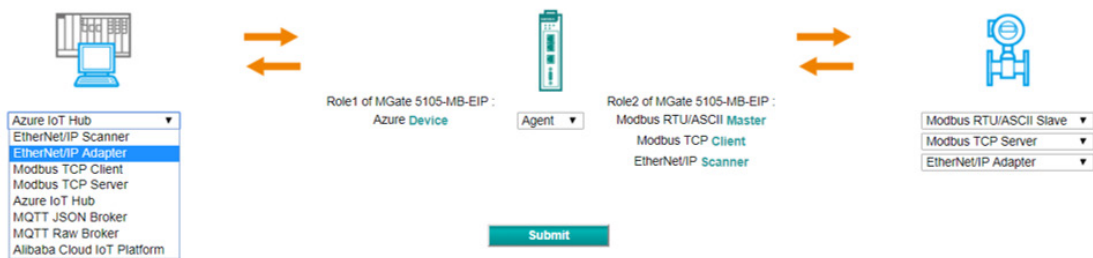 Role1 of MGate 5105-MB-EIP :
Role2 of MGate 5105-MB-EIP :
Azure IoT Hub
Azure Device
Agent
Modbus RTU/ASCII Master
Modbus RTU/ASCII Slave
EtherNet/IP Scanner
EtherNet/IP Adapter
Modbus TCP Client
Modbus TCP Server
Modbus TCP Client
EtherNet/IP Scanner
EtherNet/IP Adapter
Modbus TCP Server
Azure IoT Hub
MQTT JSON Broker
MQTT Raw Broker
Alibaba Cloud IoT Platform
Submit